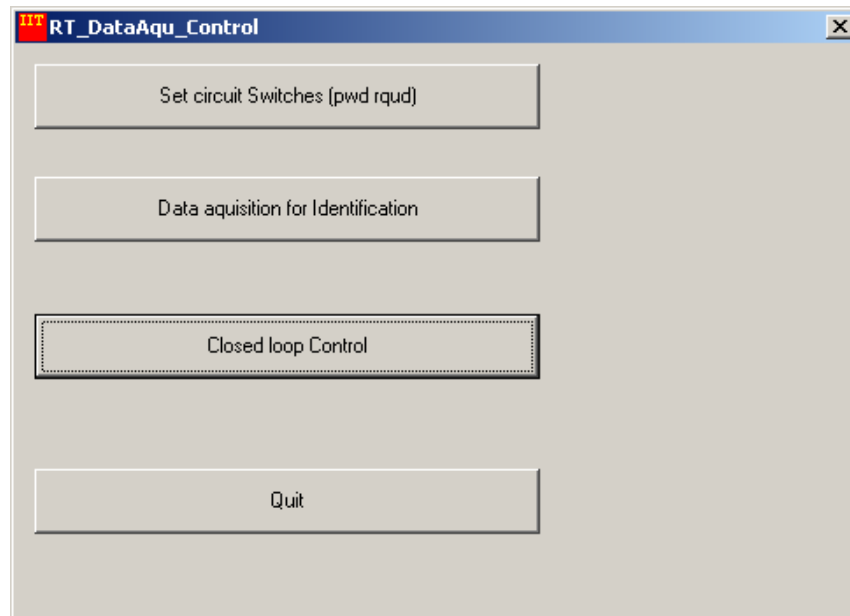 IIT RT_DataAqu_Control
Set circuit Switches (pwd rqud)
Data aquisition for Identification
Closed loop Control
Quit